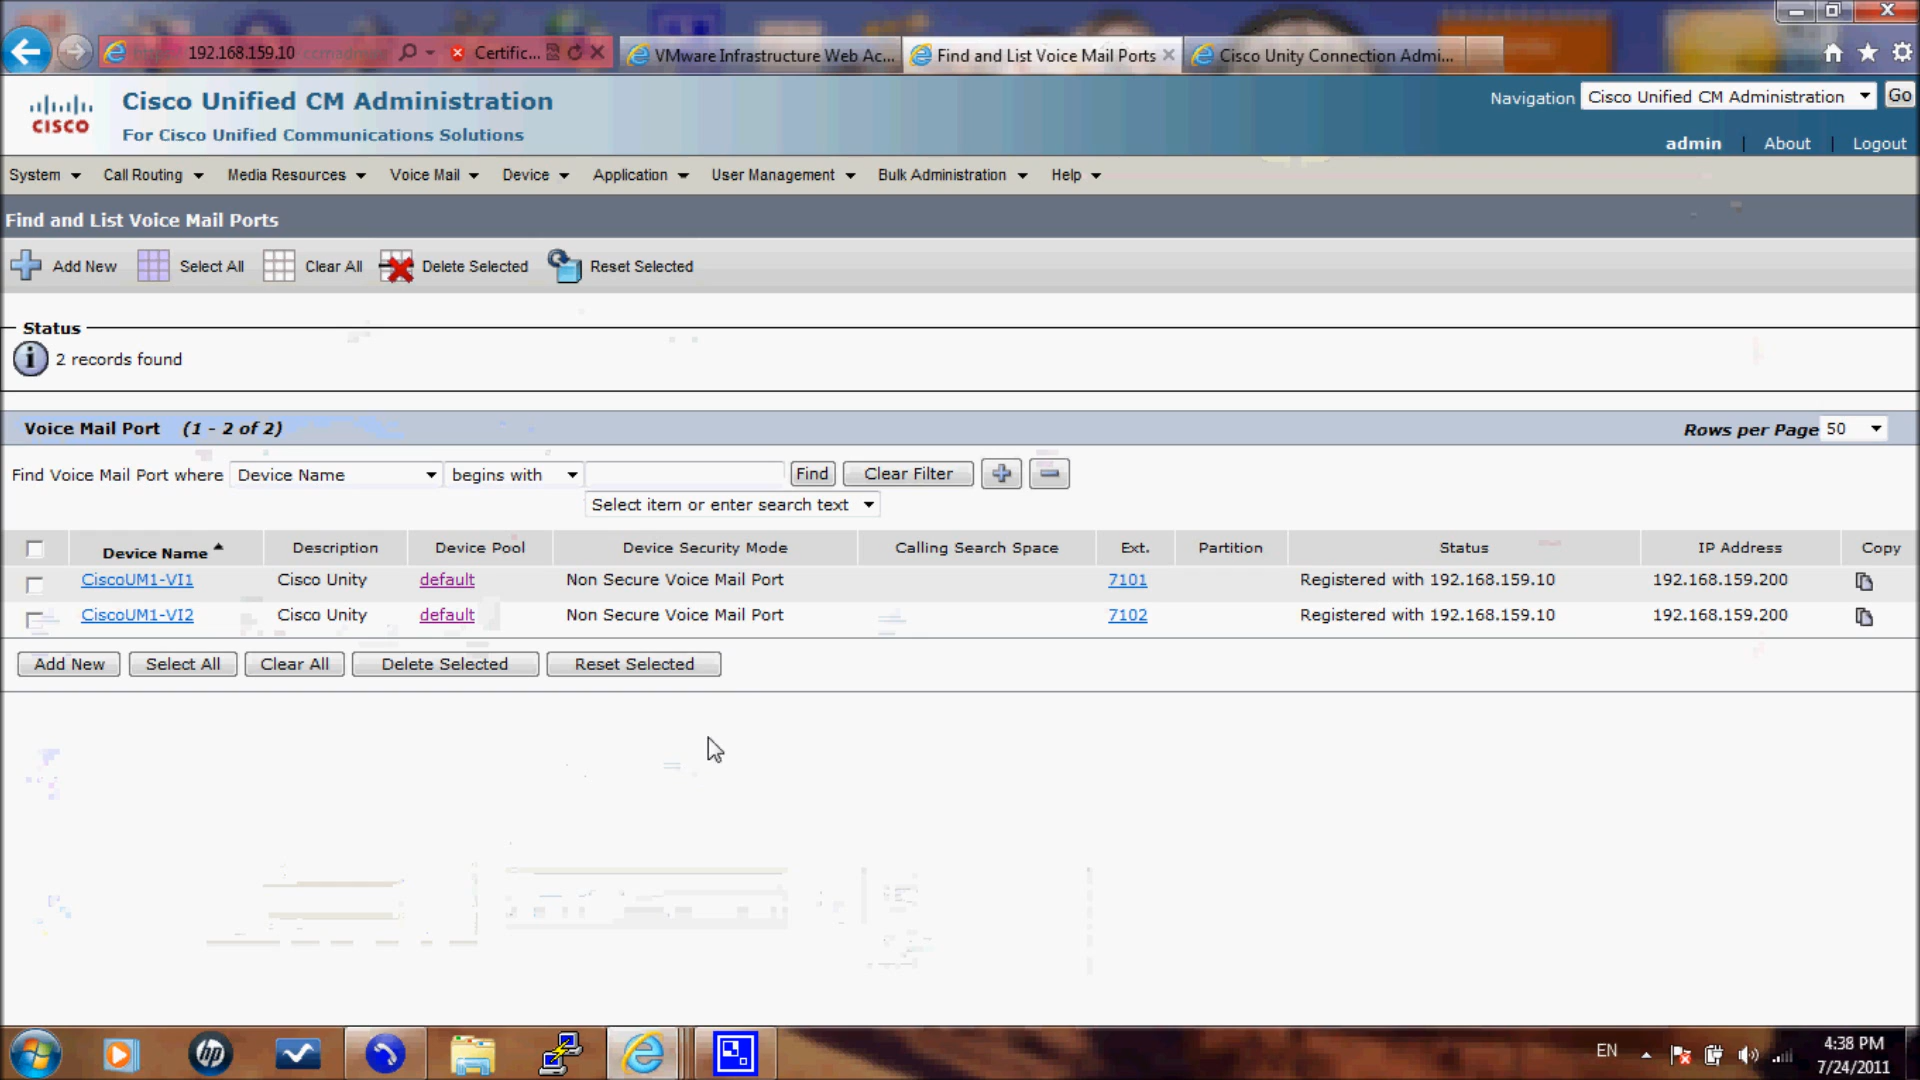 192.168.159.10 Certific... VMware Infrastructure Web Ac... Find and List Voice Mail Ports Cisco Unity Connection Admi...
CISCO
Cisco Unified CM Administration
For Cisco Unified Communications Solutions
Navigation Cisco Unified CM Administration Go
admin | About | Logout
System Call Routing Media Resources Voice Mail Device Application User Management Bulk Administration Help
Find and List Voice Mail Ports
Add New Select All Clear All Delete Selected Reset Selected
Status
2 records found
Voice Mail Port (1 - 2 of 2) Rows per Page 50
Find Voice Mail Port where Device Name begins with Find Clear Filter
Select item or enter search text
Device Name Description Device Pool Device Security Mode Calling Search Space Ext. Partition Status IP Address Copy
CiscoUM1-VI1 Cisco Unity default Non Secure Voice Mail Port 7101 Registered with 192.168.159.10 192.168.159.200
CiscoUM1-VI2 Cisco Unity default Non Secure Voice Mail Port 7102 Registered with 192.168.159.10 192.168.159.200
Add New Select All Clear All Delete Selected Reset Selected
hp
EN
4:38 PM
7/24/2011